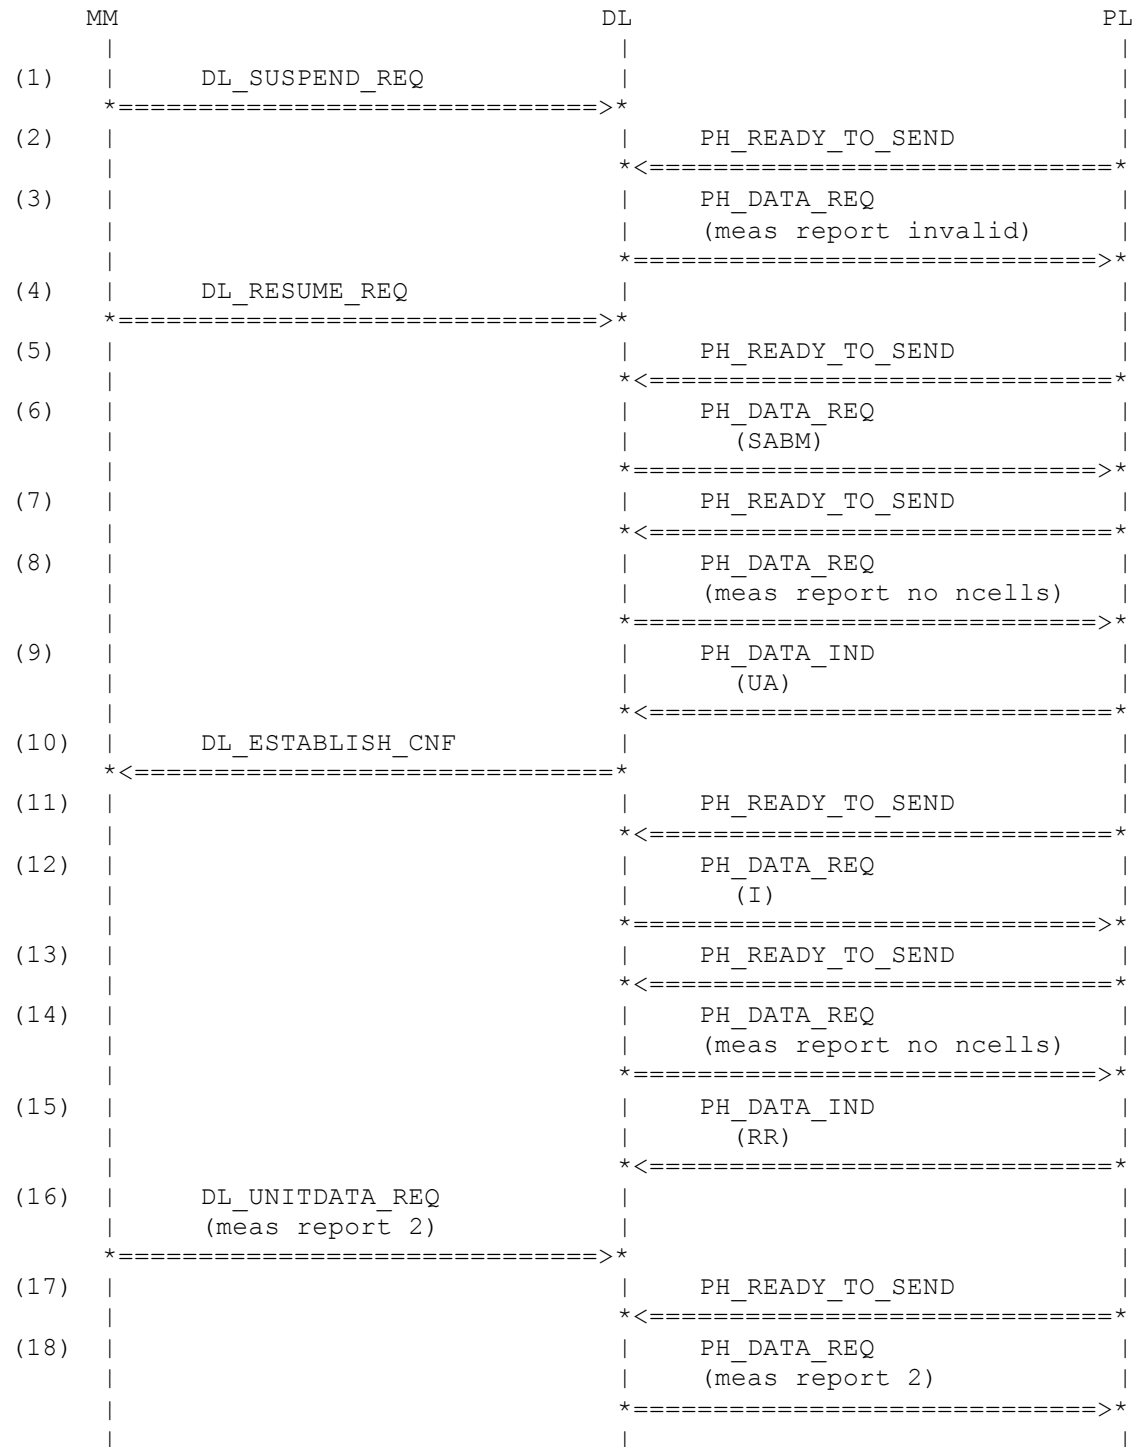 MM DL PL
(1) DL_SUSPEND_REQ
(2) PH_READY_TO_SEND
(3) PH_DATA_REQ
(meas report invalid)
(4) DL_RESUME_REQ
(5) PH_READY_TO_SEND
(6) PH_DATA_REQ
(SABM)
(7) PH_READY_TO_SEND
(8) PH_DATA_REQ
(meas report no ncells)
(9) PH_DATA_IND
(UA)
(10) DL_ESTABLISH_CNF
(11) PH_READY_TO_SEND
(12) PH_DATA_REQ
(I)
(13) PH_READY_TO_SEND
(14) PH_DATA_REQ
(meas report no ncells)
(15) PH_DATA_IND
(RR)
(16) DL_UNITDATA_REQ
(meas report 2)
(17) PH_READY_TO_SEND
(18) PH_DATA_REQ
(meas report 2)